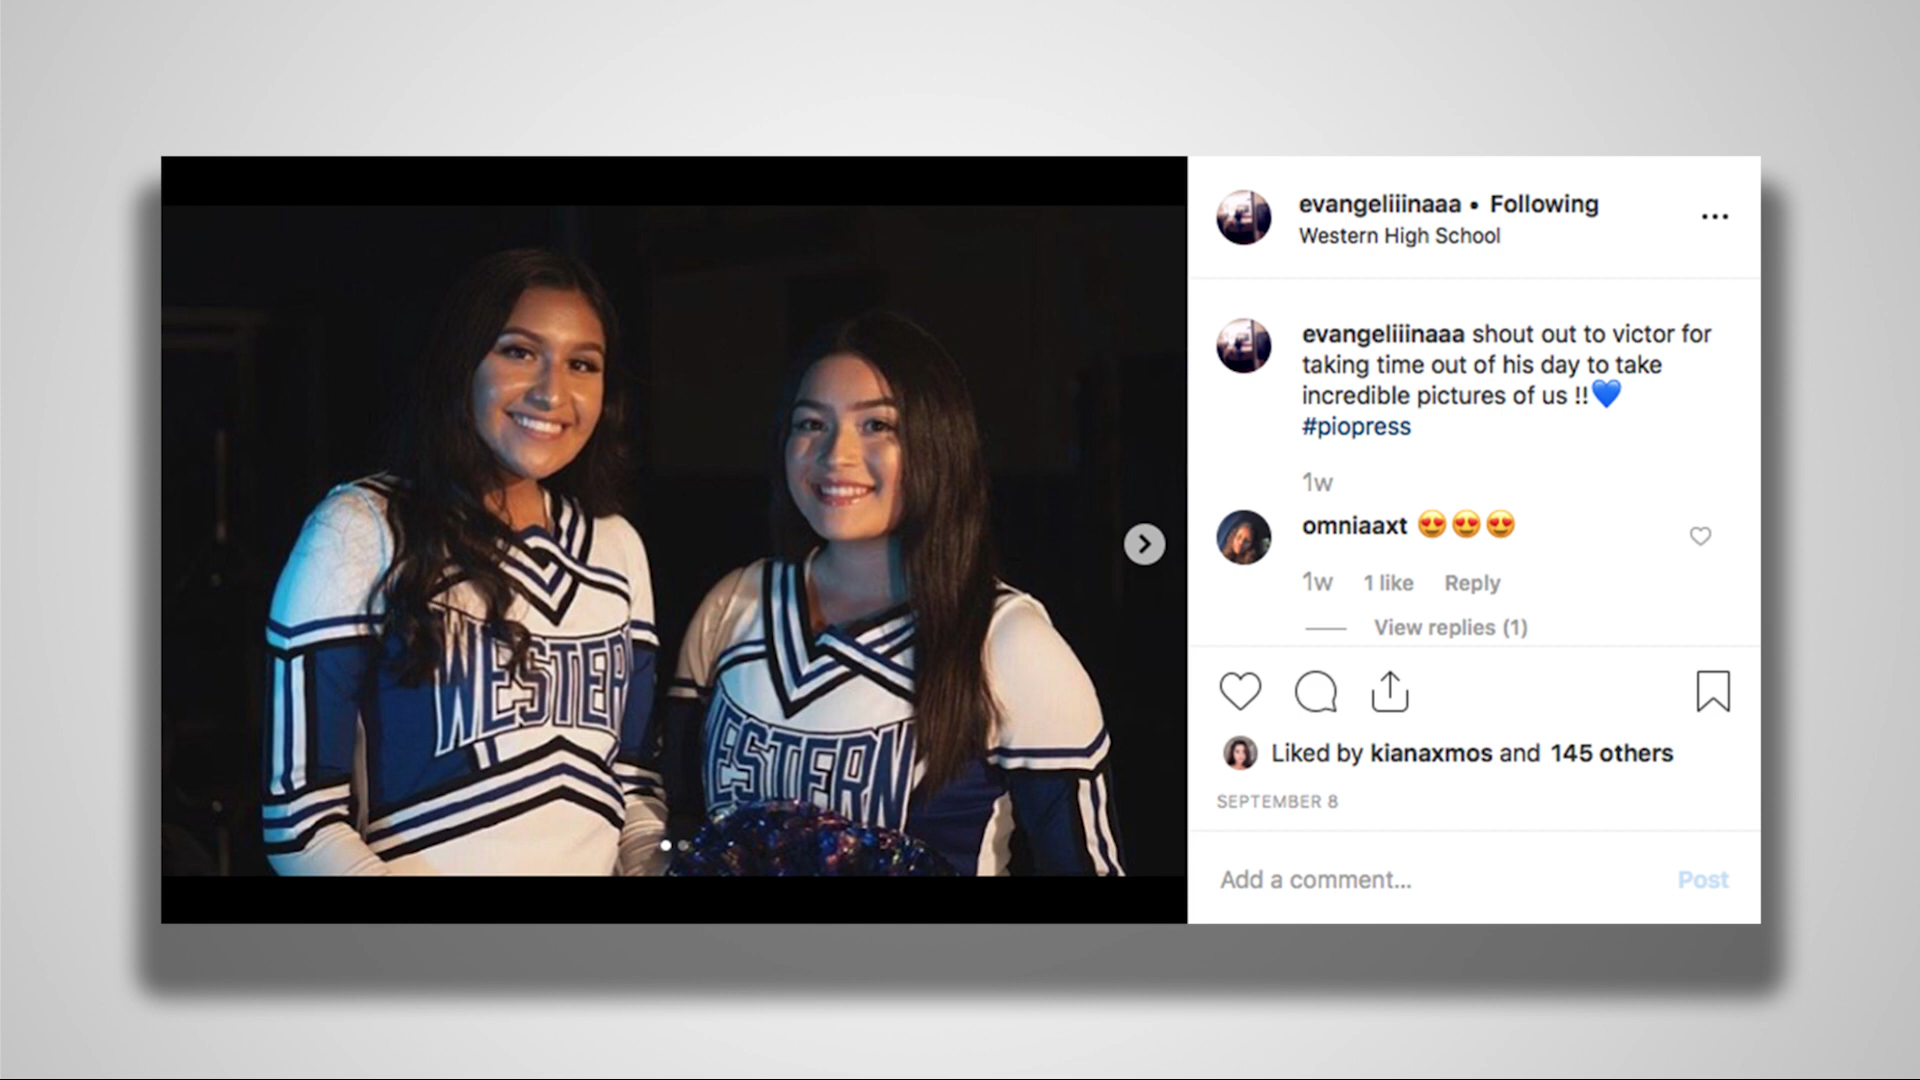 WESTERN
WESTERN
evangeliiinaaa • Following
Western High School
evangeliiinaaa shout out to victor for
taking time out of his day to take
incredible pictures of us !!💙
#piopress
1w
omniaaxt 😍😍😍
1w 1 like Reply
View replies (1)
Liked by kianaxmos and 145 others
SEPTEMBER 8
Add a comment... Post